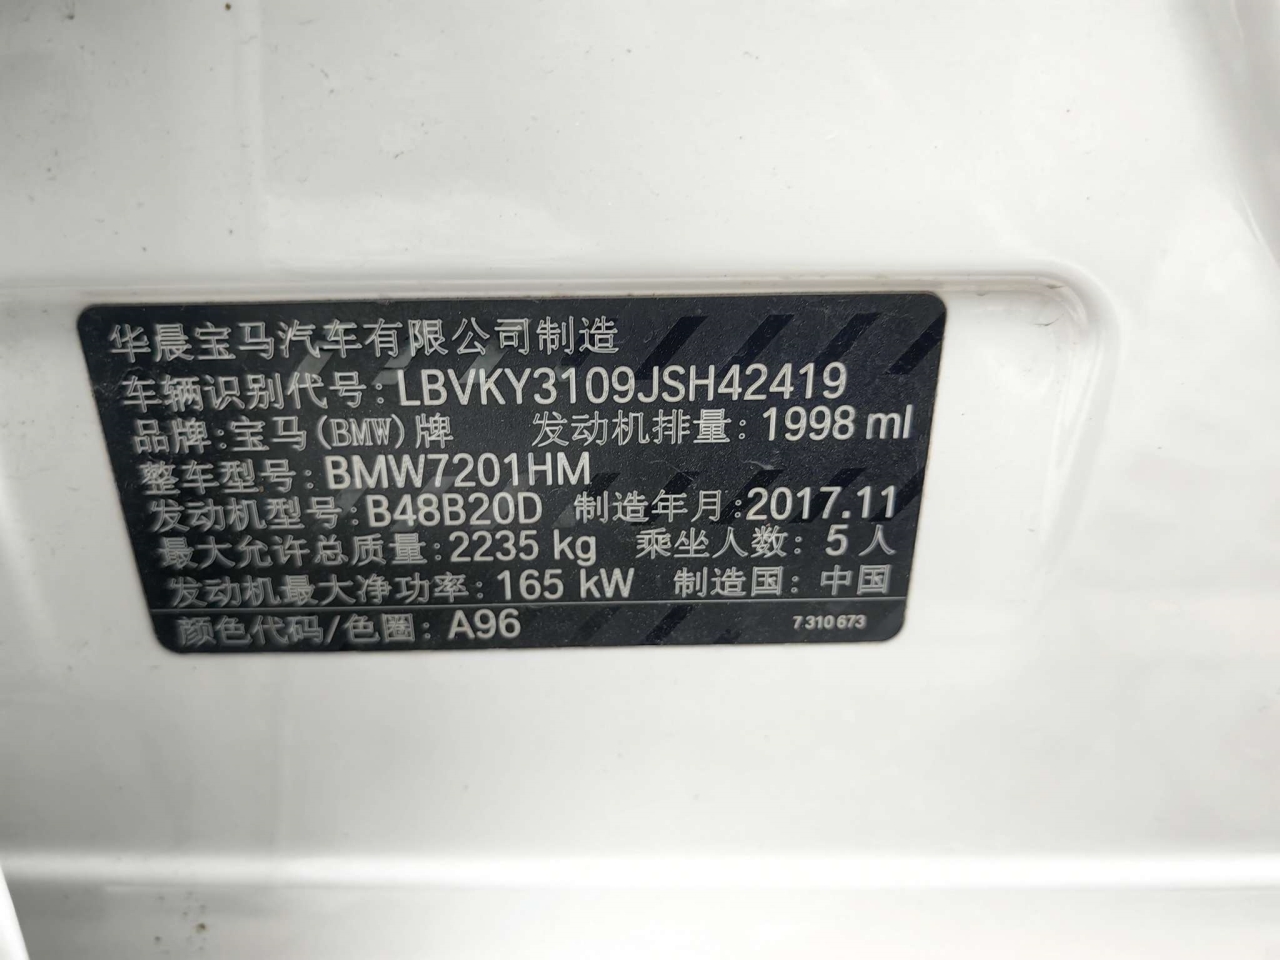 华晨宝马汽车有限公司制造
车辆识别代号:LBVKY3109JSH42419
品牌:宝马(BMW)牌 发动机排量:1998 ml
整车型号:BMW7201HM
发动机型号:B48B20D 制造年月:2017.11
最大允许总质量:2235 kg 乘坐人数:5 人
发动机最大净功率:165 kW 制造国:中国
颜色代码/色圈:A96 7 310 673